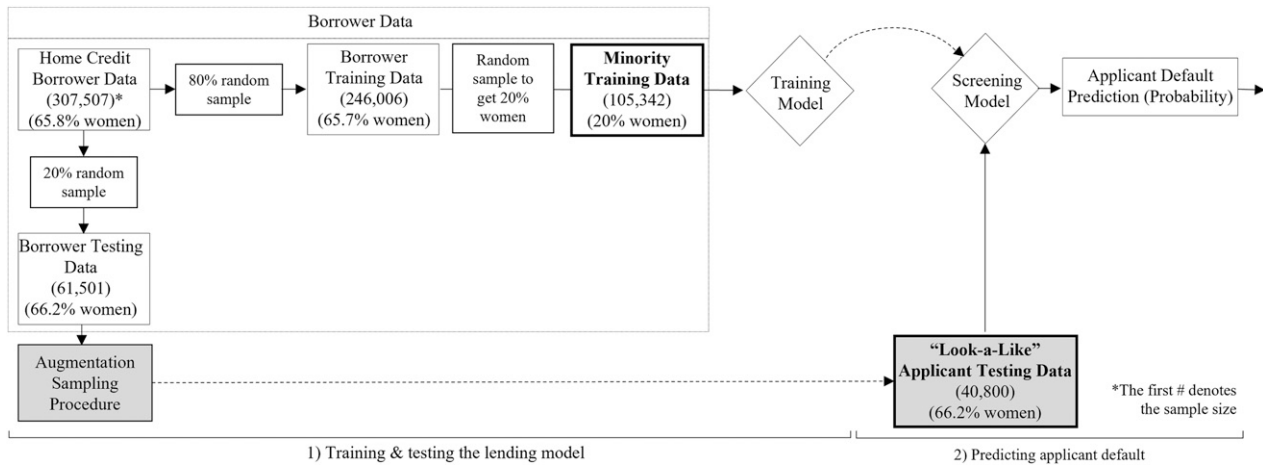 Borrower Data
Home Credit
Borrower Data
(307,507)*
(65.8% women)
80% random
sample
Borrower
Training Data
(246,006)
(65.7% women)
Random
sample to
get 20%
women
Minority
Training Data
(105,342)
(20% women)
Training
Model
Screening
Model
Applicant Default
Prediction (Probability)
20% random
sample
Borrower Testing
Data
(61,501)
(66.2% women)
Augmentation
Sampling
Procedure
“Look-a-Like”
Applicant Testing Data
(40,800)
(66.2% women)
*The first # denotes
the sample size
1) Training & testing the lending model
2) Predicting applicant default